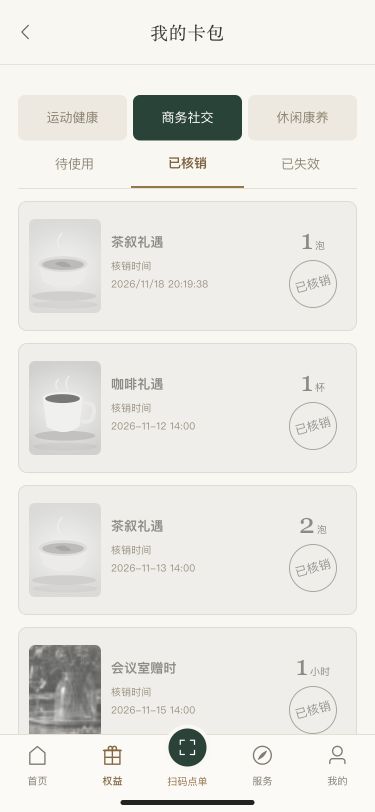 我的卡包
运动健康
商务社交
休闲康养
待使用
已核销
已失效
茶叙礼遇
核销时间
2026/11/18 20:19:38
1泡
已核销
咖啡礼遇
核销时间
2026-11-12 14:00
1杯
已核销
茶叙礼遇
核销时间
2026-11-13 14:00
2泡
已核销
会议室赠时
核销时间
2026-11-15 14:00
1小时
已核销
首页
权益
扫码点单
服务
我的